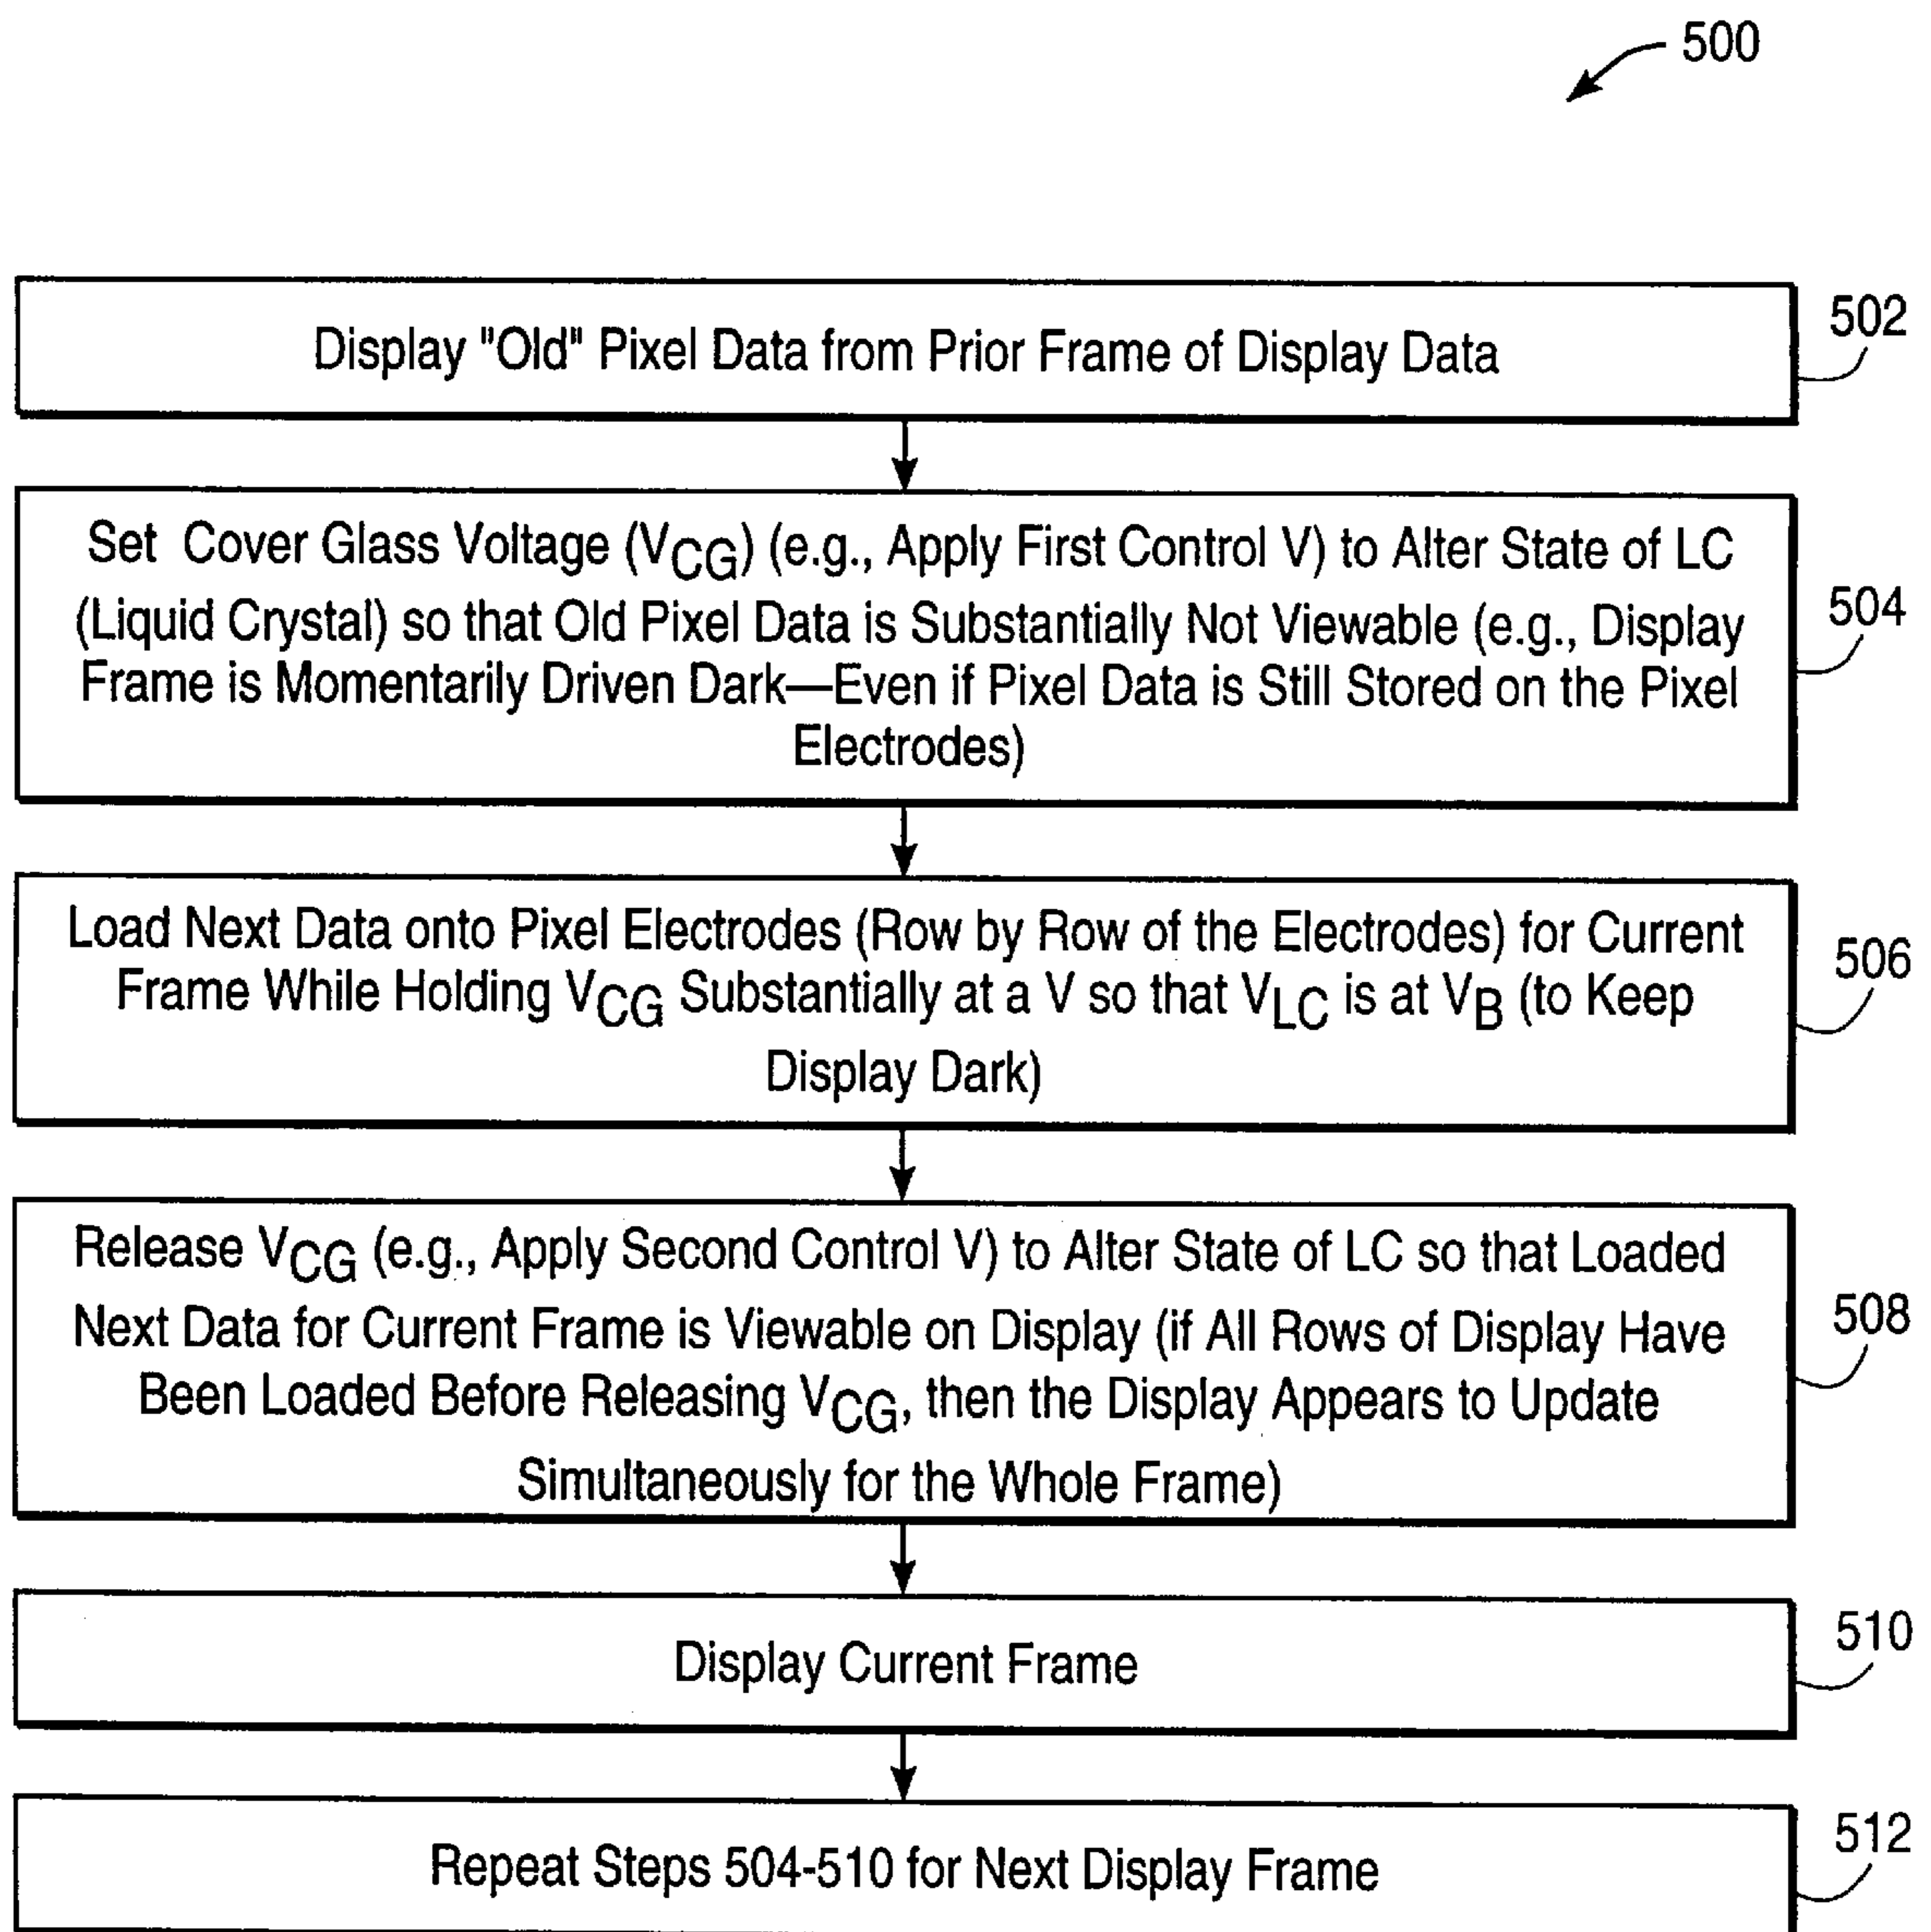 500
Display "Old" Pixel Data from Prior Frame of Display Data
502
Set Cover Glass Voltage (VCG) (e.g., Apply First Control V) to Alter State of LC
(Liquid Crystal) so that Old Pixel Data is Substantially Not Viewable (e.g., Display
Frame is Momentarily Driven Dark—Even if Pixel Data is Still Stored on the Pixel
Electrodes)
504
Load Next Data onto Pixel Electrodes (Row by Row of the Electrodes) for Current
Frame While Holding VCG Substantially at a V so that VLC is at VB (to Keep
Display Dark)
506
Release VCG (e.g., Apply Second Control V) to Alter State of LC so that Loaded
Next Data for Current Frame is Viewable on Display (if All Rows of Display Have
Been Loaded Before Releasing VCG, then the Display Appears to Update
Simultaneously for the Whole Frame)
508
Display Current Frame
510
Repeat Steps 504-510 for Next Display Frame
512